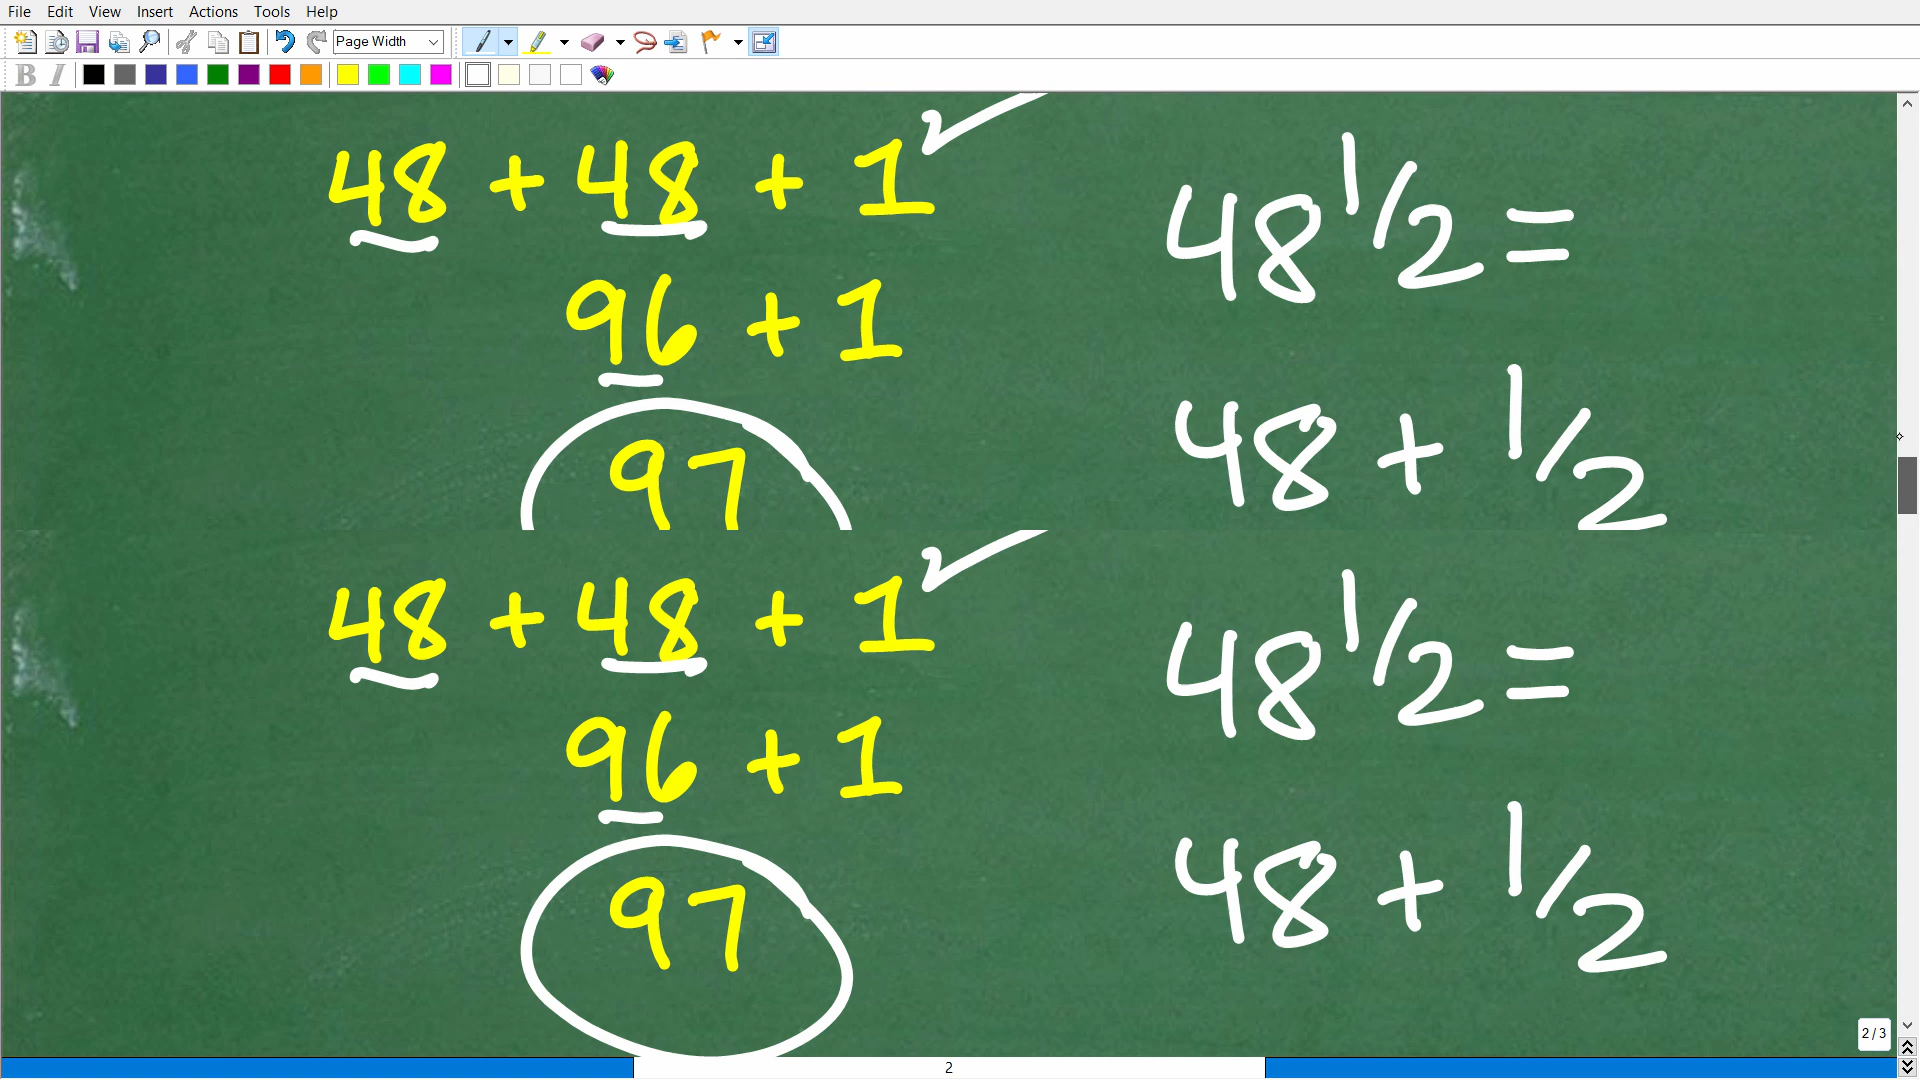 File Edit View Insert Actions Tools Help
Page Width
B I
48 + 48 + 1
48 1/2 =
96 + 1
48 + 1/2
97
48 + 48 + 1
48 1/2 =
96 + 1
48 + 1/2
97
2 / 3
2